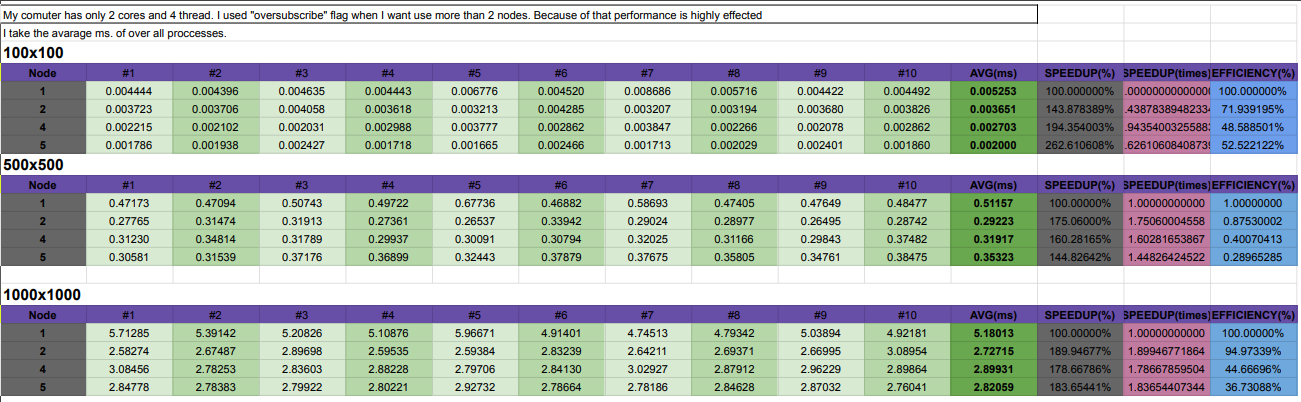 My comuter has only 2 cores and 4 thread. I used "oversubscribe" flag when I want use more than 2 nodes. Because of that performance is highly effected
I take the avarage ms. of over all proccesses.
100x100
Node #1 #2 #3 #4 #5 #6 #7 #8 #9 #10 AVG(ms) SPEEDUP(%) SPEEDUP(times) EFFICIENCY(%)
1 0.004444 0.004396 0.004635 0.004443 0.006776 0.004520 0.008686 0.005716 0.004422 0.004492 0.005253 100.000000% 100.000000%
2 0.003723 0.003706 0.004058 0.003618 0.003213 0.004285 0.003207 0.003194 0.003680 0.003826 0.003651 143.878389% .43878389482334 71.939195%
4 0.002215 0.002102 0.002031 0.002988 0.003777 0.002862 0.003847 0.002266 0.002078 0.002862 0.002703 194.354003% .94354003255883 48.588501%
5 0.001786 0.001938 0.002427 0.001718 0.001665 0.002466 0.001713 0.002029 0.002401 0.001860 0.002000 262.610608% .62610608408739 52.522122%
500x500
Node #1 #2 #3 #4 #5 #6 #7 #8 #9 #10 AVG(ms) SPEEDUP(%) SPEEDUP(times) EFFICIENCY(%)
1 0.47173 0.47094 0.50743 0.49722 0.67736 0.46882 0.58693 0.47405 0.47649 0.48477 0.51157 100.00000% 1.00000000000 1.00000000
2 0.27765 0.31474 0.31913 0.27361 0.26537 0.33942 0.29024 0.28977 0.26495 0.28742 0.29223 175.06000% 1.75060004558 0.87530002
4 0.31230 0.34814 0.31789 0.29937 0.30091 0.30794 0.32025 0.31166 0.29843 0.37482 0.31917 160.28165% 1.60281653867 0.40070413
5 0.30581 0.31539 0.37176 0.36899 0.32443 0.37879 0.37675 0.35805 0.34761 0.38475 0.35323 144.82642% 1.44826424522 0.28965285
1000x1000
Node #1 #2 #3 #4 #5 #6 #7 #8 #9 #10 AVG(ms) SPEEDUP(%) SPEEDUP(times) EFFICIENCY(%)
1 5.71285 5.39142 5.20826 5.10876 5.96671 4.91401 4.74513 4.79342 5.03894 4.92181 5.18013 100.00000% 1.00000000000 100.00000%
2 2.58274 2.67487 2.89698 2.59535 2.59384 2.83239 2.64211 2.69371 2.66995 3.08954 2.72715 189.94677% 1.89946771864 94.97339%
4 3.08456 2.78253 2.83603 2.88228 2.79706 2.84130 3.02927 2.87912 2.96229 2.89864 2.89931 178.66786% 1.78667859504 44.66696%
5 2.84778 2.78383 2.79922 2.80221 2.92732 2.78664 2.78186 2.84628 2.87032 2.76041 2.82059 183.65441% 1.83654407344 36.73088%